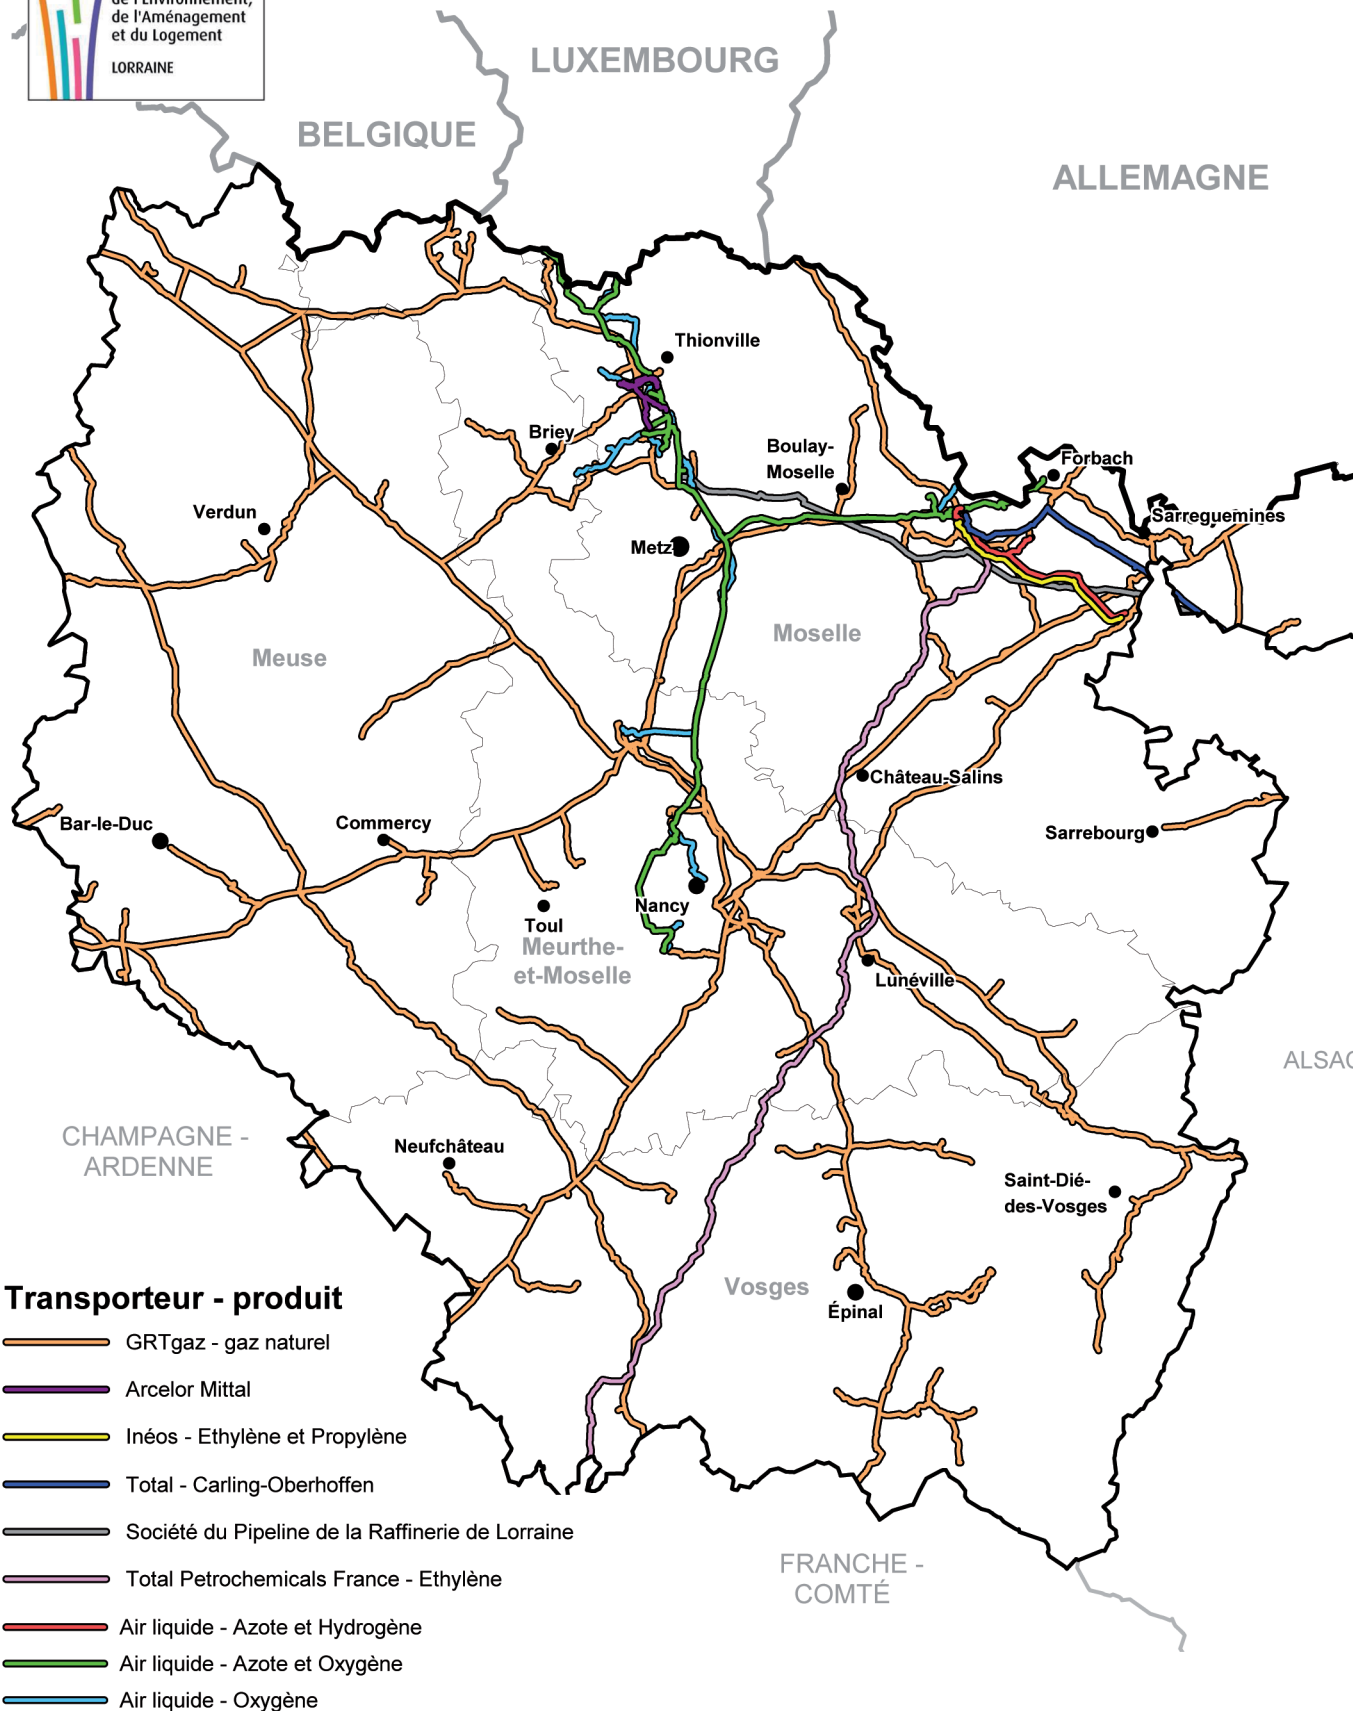 de l'Environnement,
de l'Aménagement
et du Logement
LORRAINE
LUXEMBOURG
BELGIQUE
ALLEMAGNE
Thionville
Briey
Boulay-
Moselle
Forbach
Verdun
Sarreguemines
Metz
Moselle
Meuse
Château-Salins
Bar-le-Duc
Commercy
Sarrebourg
Nancy
Toul
Meurthe-
et-Moselle
Lunéville
ALSAC
CHAMPAGNE -
ARDENNE
Neufchâteau
Saint-Dié-
des-Vosges
Vosges
Épinal
Transporteur - produit
GRTgaz - gaz naturel
Arcelor Mittal
Inéos - Ethylène et Propylène
Total - Carling-Oberhoffen
Société du Pipeline de la Raffinerie de Lorraine
Total Petrochemicals France - Ethylène
FRANCHE -
COMTÉ
Air liquide - Azote et Hydrogène
Air liquide - Azote et Oxygène
Air liquide - Oxygène